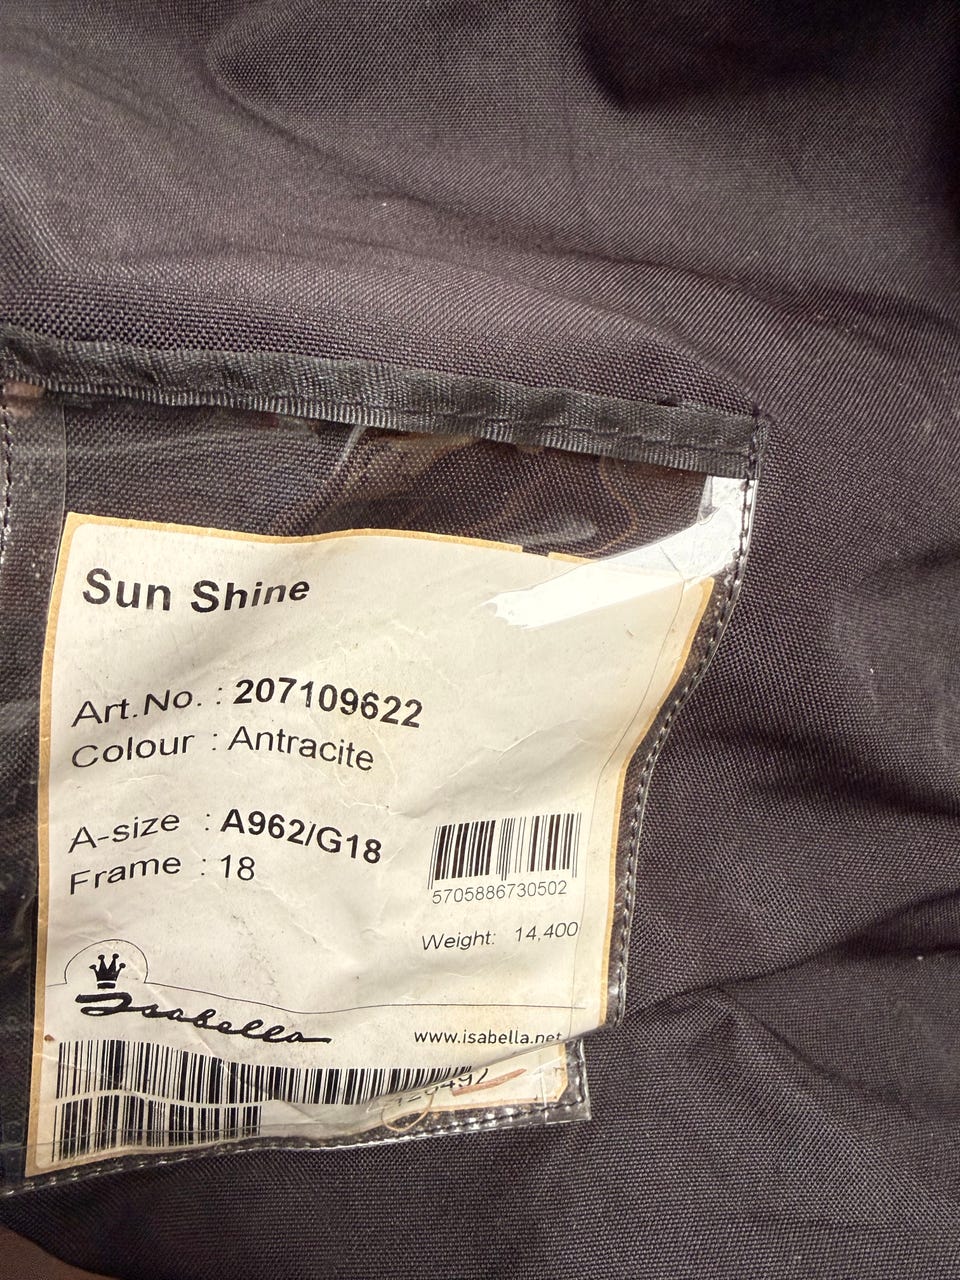 Sun Shine
Art.No. : 207109622
Colour : Antracite
A-size : A962/G18
Frame : 18
5705886730502
Weight: 14,400
Isabella
www.isabella.net